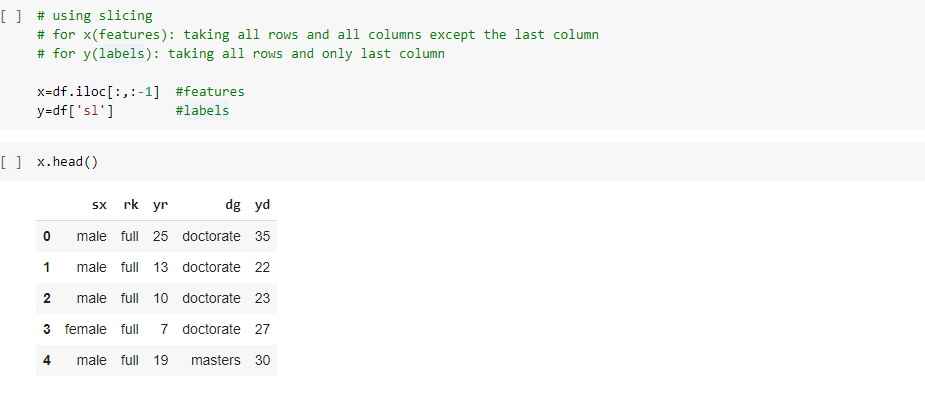 [ ] # using slicing
# for x(features): taking all rows and all columns except the last column
# for y(labels): taking all rows and only last column
x=df.iloc[:,:-1] #features
y=df['sl'] #labels
[ ] x.head()
sx rk yr dg yd
0 male full 25 doctorate 35
1 male full 13 doctorate 22
2 male full 10 doctorate 23
3 female full 7 doctorate 27
4 male full 19 masters 30